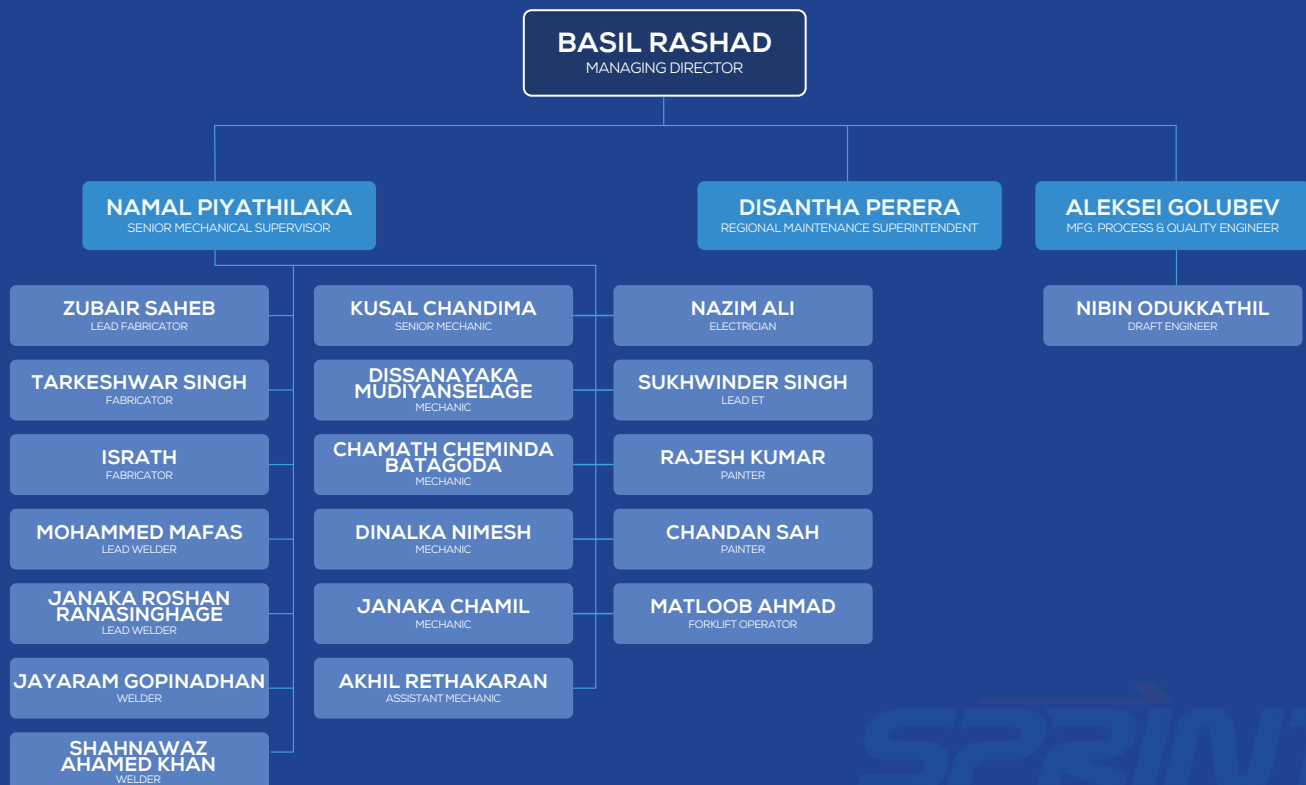 BASIL RASHAD
MANAGING DIRECTOR
NAMAL PIYATHILAKA
SENIOR MECHANICAL SUPERVISOR
DISANTHA PERERA
REGIONAL MAINTENANCE SUPERINTENDENT
ALEKSEI GOLUBEV
MFG. PROCESS & QUALITY ENGINEER
ZUBAIR SAHEB
LEAD FABRICATOR
TARKESHWAR SINGH
FABRICATOR
ISRATH
FABRICATOR
MOHAMMED MAFAS
LEAD WELDER
JANAKA ROSHAN
RANASINGHAGE
LEAD WELDER
JAYARAM GOPINADHAN
WELDER
SHAHNAWAZ
AHAMED KHAN
WELDER
KUSAL CHANDIMA
SENIOR MECHANIC
DISSANAYAKA
MUDIYANSELAGE
MECHANIC
CHAMATH CHEMINDA
BATAGODA
MECHANIC
DINALKA NIMESH
MECHANIC
JANAKA CHAMIL
MECHANIC
AKHIL RETHAKARAN
ASSISTANT MECHANIC
NAZIM ALI
ELECTRICIAN
SUKHWINDER SINGH
LEAD ET
RAJESH KUMAR
PAINTER
CHANDAN SAH
PAINTER
MATLOOB AHMAD
FORKLIFT OPERATOR
NIBIN ODUKKATHIL
DRAFT ENGINEER
SPRINT